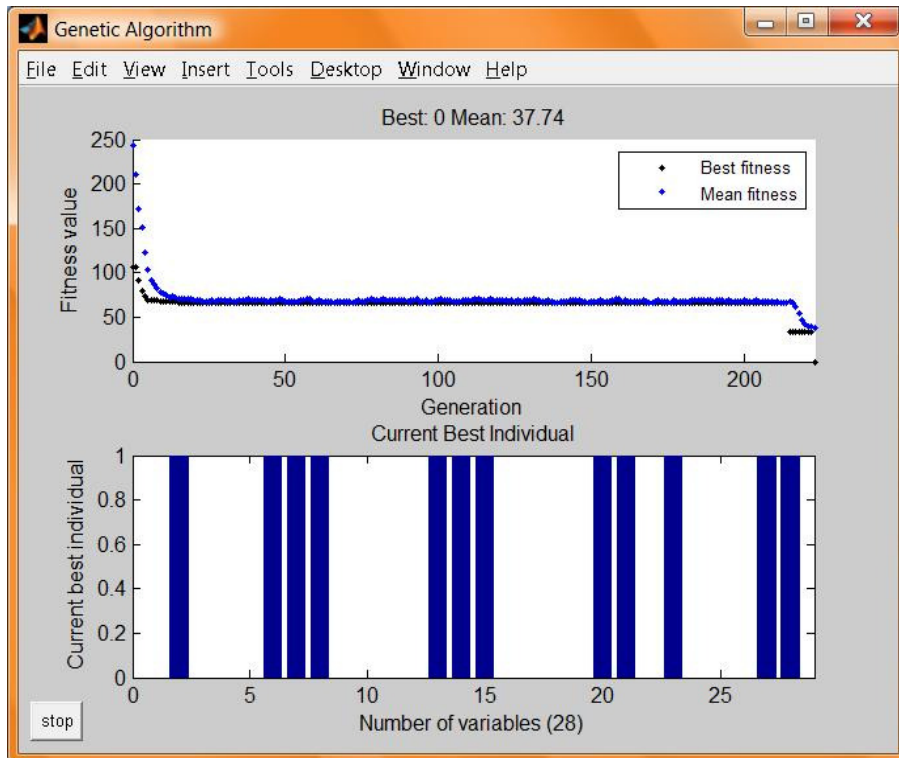 Genetic Algorithm
File Edit View Insert Tools Desktop Window Help
Best: 0 Mean: 37.74
250
200
150
100
50
0
Fitness value
Best fitness
Mean fitness
0 50 100 150 200
Generation
Current Best Individual
1
0.8
0.6
0.4
0.2
0
Current best individual
0 5 10 15 20 25
Number of variables (28)
stop